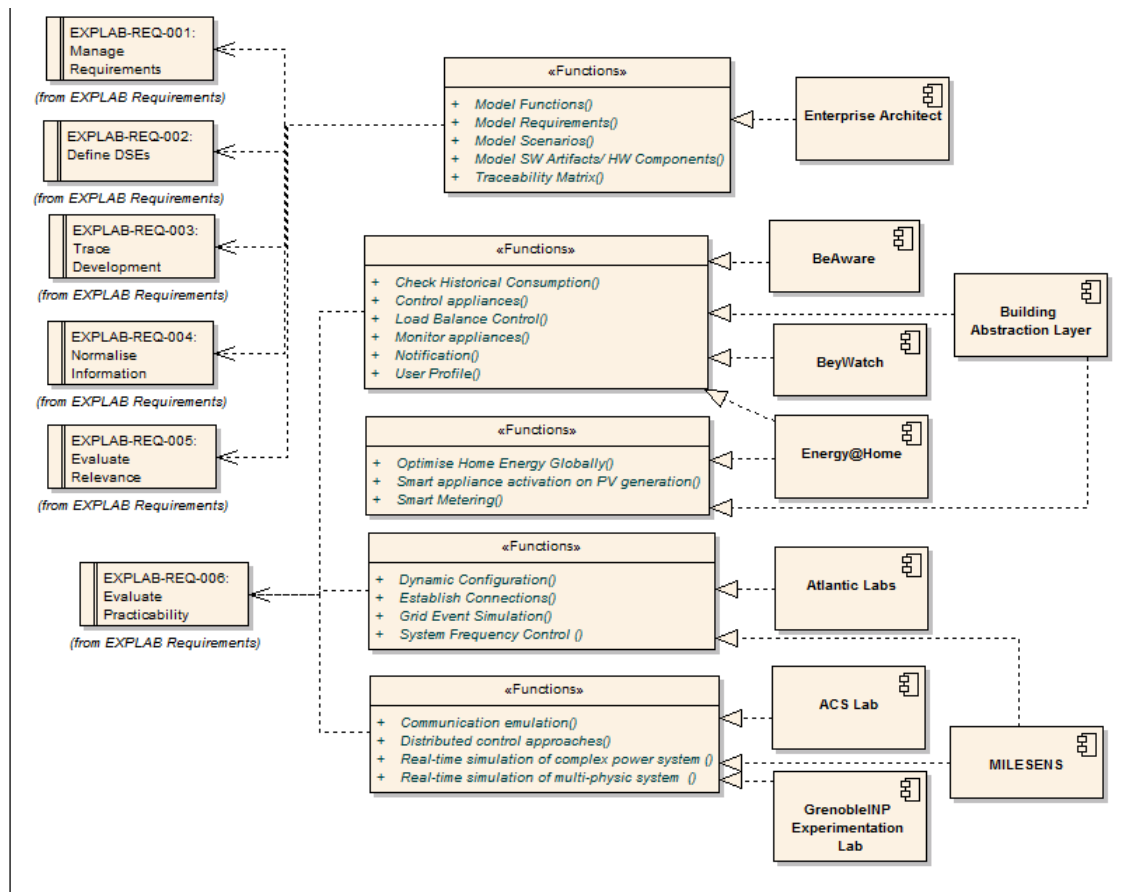 EXPLAB-REQ-001:
Manage
Requirements
(from EXPLAB Requirements)
EXPLAB-REQ-002:
Define DSEs
(from EXPLAB Requirements)
EXPLAB-REQ-003:
Trace
Development
(from EXPLAB Requirements)
EXPLAB-REQ-004:
Normalise
Information
(from EXPLAB Requirements)
EXPLAB-REQ-005:
Evaluate
Relevance
(from EXPLAB Requirements)
EXPLAB-REQ-006:
Evaluate
Practicability
(from EXPLAB Requirements)
«Functions»
+ Model Functions()
+ Model Requirements()
+ Model Scenarios()
+ Model SW Artifacts/ HW Components()
+ Traceability Matrix()
«Functions»
+ Check Historical Consumption()
+ Control appliances()
+ Load Balance Control()
+ Monitor appliances()
+ Notification()
+ User Profile()
«Functions»
+ Optimise Home Energy Globally()
+ Smart appliance activation on PV generation()
+ Smart Metering()
«Functions»
+ Dynamic Configuration()
+ Establish Connections()
+ Grid Event Simulation()
+ System Frequency Control ()
«Functions»
+ Communication emulation()
+ Distributed control approaches()
+ Real-time simulation of complex power system ()
+ Real-time simulation of multi-physic system ()
Enterprise Architect
BeAware
Building
Abstraction Layer
BeyWatch
Energy@Home
Atlantic Labs
ACS Lab
MILESENS
GrenobleINP
Experimentation
Lab